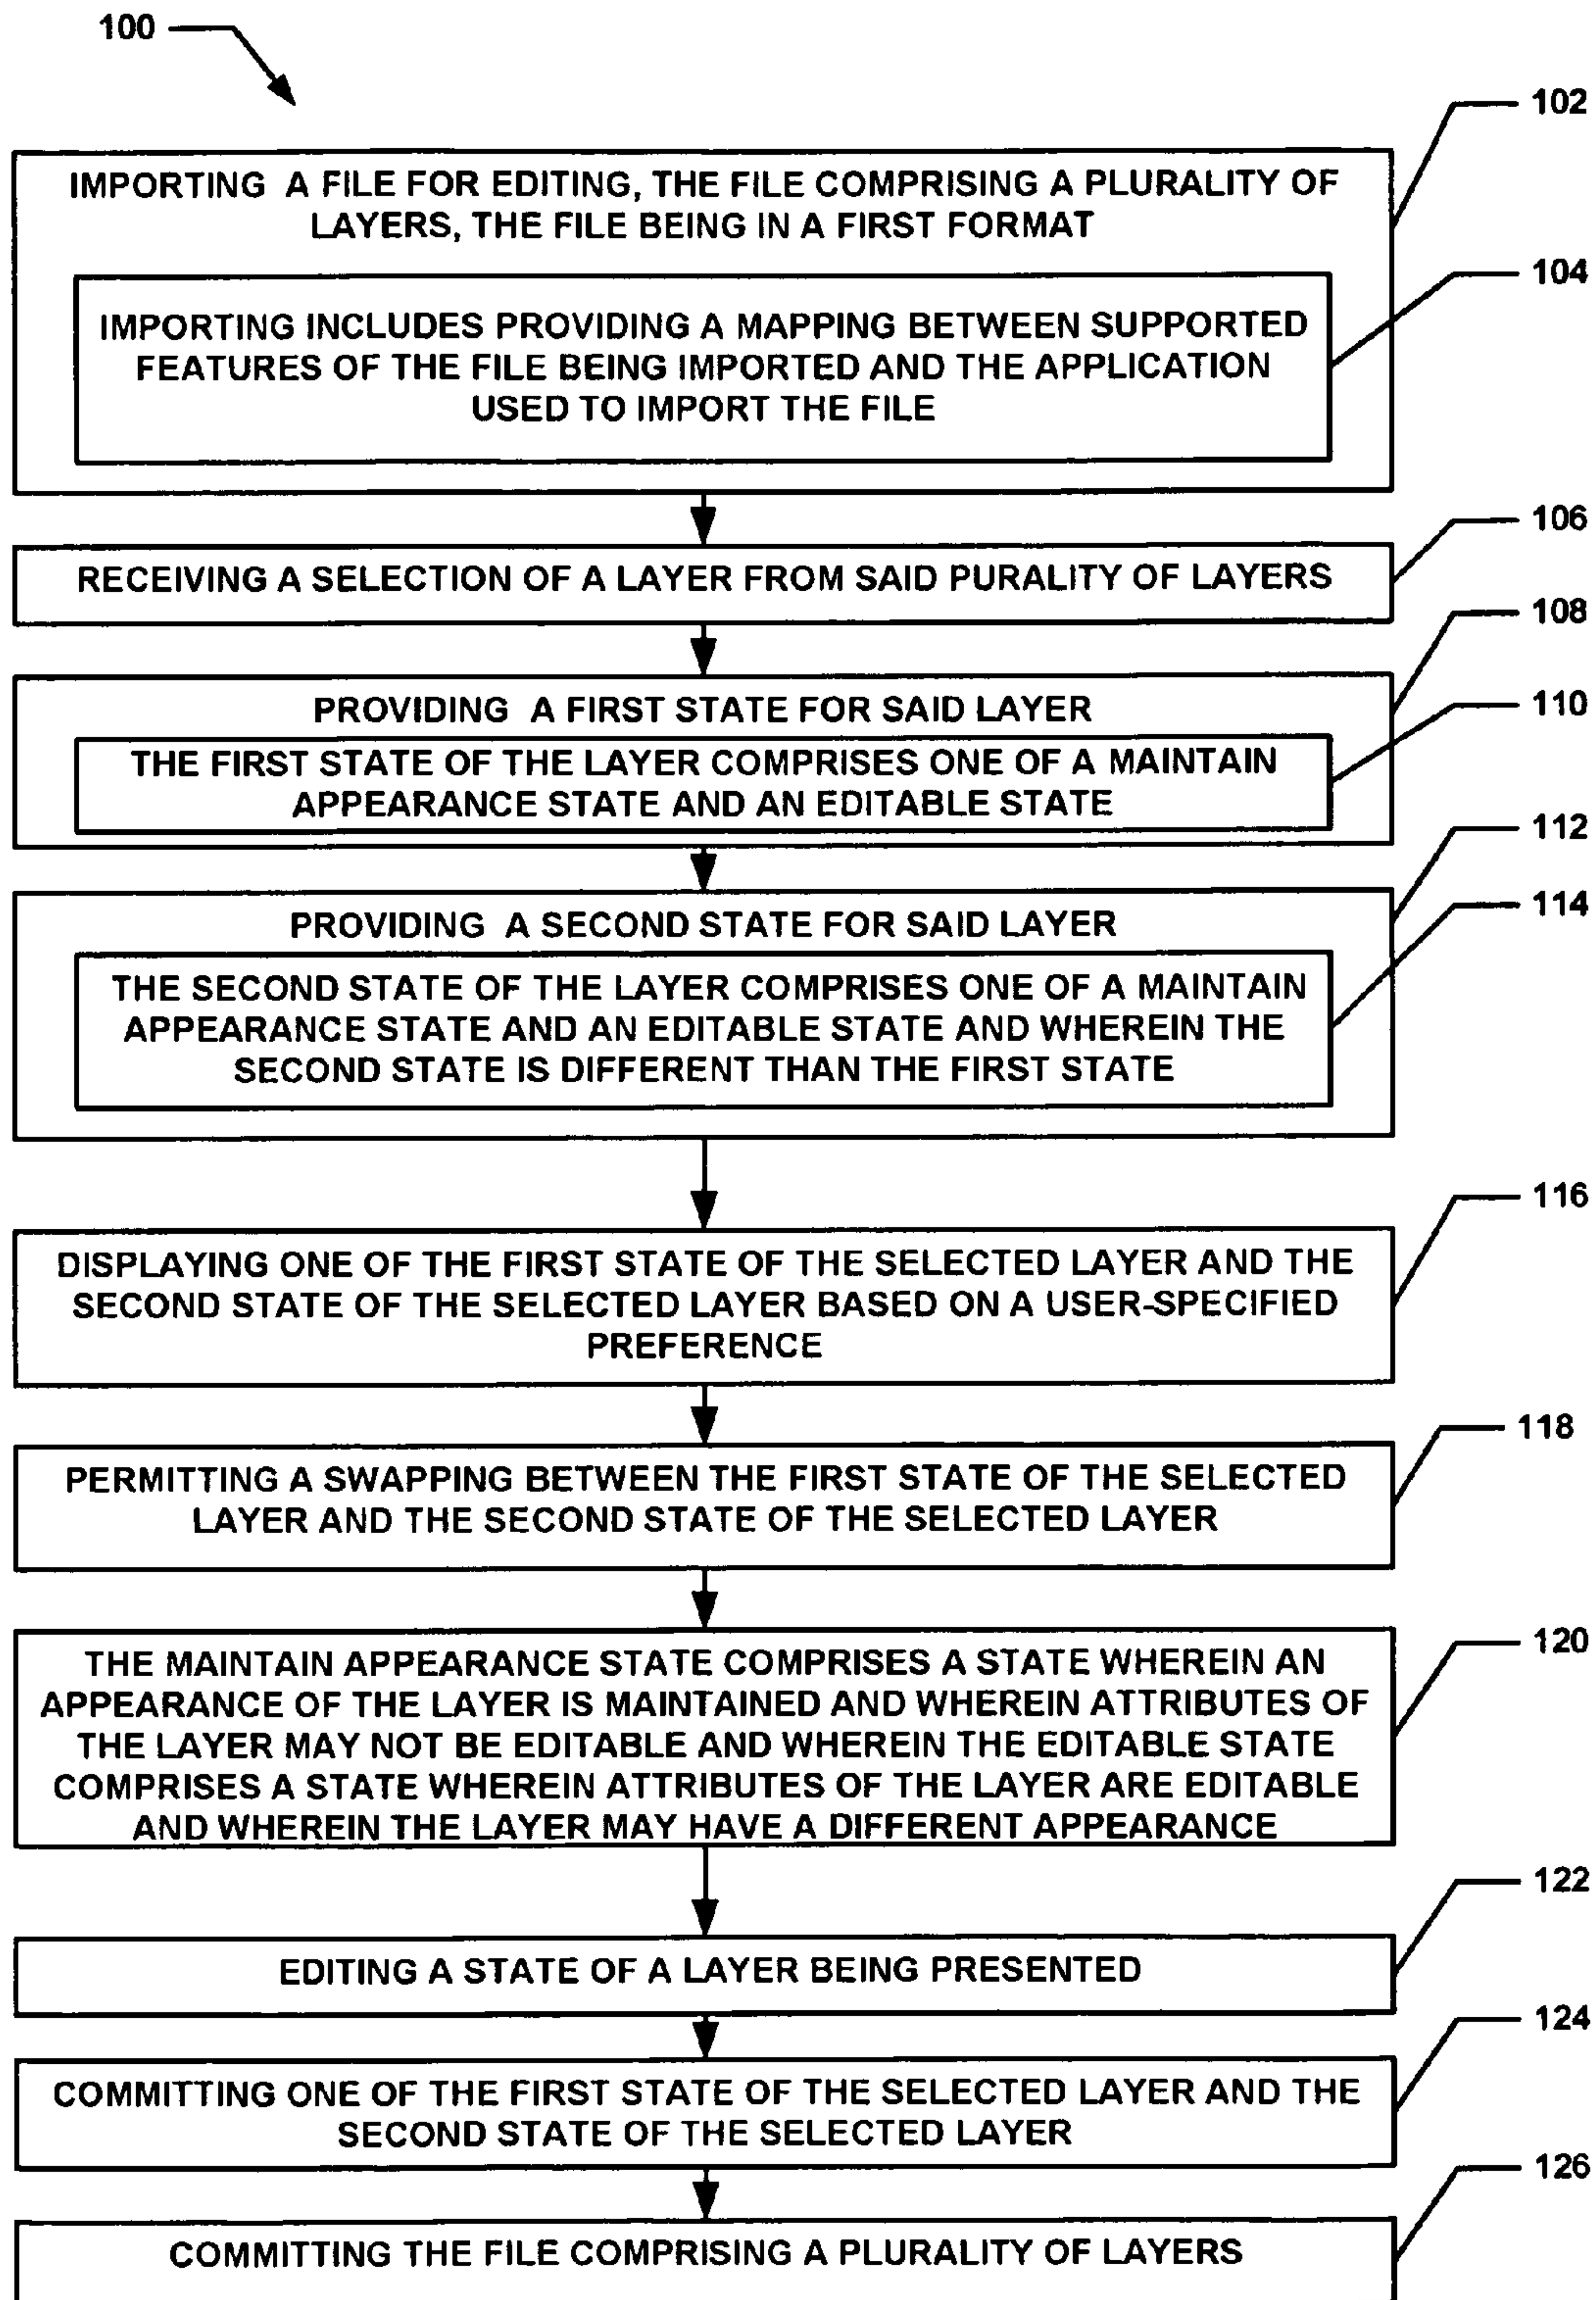 100
102
IMPORTING A FILE FOR EDITING, THE FILE COMPRISING A PLURALITY OF
LAYERS, THE FILE BEING IN A FIRST FORMAT
104
IMPORTING INCLUDES PROVIDING A MAPPING BETWEEN SUPPORTED
FEATURES OF THE FILE BEING IMPORTED AND THE APPLICATION
USED TO IMPORT THE FILE
106
RECEIVING A SELECTION OF A LAYER FROM SAID PURALITY OF LAYERS
108
PROVIDING A FIRST STATE FOR SAID LAYER
110
THE FIRST STATE OF THE LAYER COMPRISES ONE OF A MAINTAIN
APPEARANCE STATE AND AN EDITABLE STATE
112
PROVIDING A SECOND STATE FOR SAID LAYER
114
THE SECOND STATE OF THE LAYER COMPRISES ONE OF A MAINTAIN
APPEARANCE STATE AND AN EDITABLE STATE AND WHEREIN THE
SECOND STATE IS DIFFERENT THAN THE FIRST STATE
116
DISPLAYING ONE OF THE FIRST STATE OF THE SELECTED LAYER AND THE
SECOND STATE OF THE SELECTED LAYER BASED ON A USER-SPECIFIED
PREFERENCE
118
PERMITTING A SWAPPING BETWEEN THE FIRST STATE OF THE SELECTED
LAYER AND THE SECOND STATE OF THE SELECTED LAYER
120
THE MAINTAIN APPEARANCE STATE COMPRISES A STATE WHEREIN AN
APPEARANCE OF THE LAYER IS MAINTAINED AND WHEREIN ATTRIBUTES OF
THE LAYER MAY NOT BE EDITABLE AND WHEREIN THE EDITABLE STATE
COMPRISES A STATE WHEREIN ATTRIBUTES OF THE LAYER ARE EDITABLE
AND WHEREIN THE LAYER MAY HAVE A DIFFERENT APPEARANCE
122
EDITING A STATE OF A LAYER BEING PRESENTED
124
COMMITTING ONE OF THE FIRST STATE OF THE SELECTED LAYER AND THE
SECOND STATE OF THE SELECTED LAYER
126
COMMITTING THE FILE COMPRISING A PLURALITY OF LAYERS